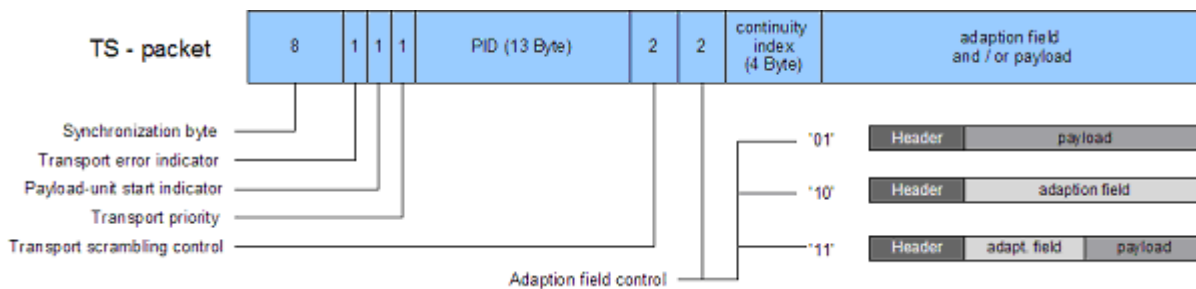 TS - packet
8
1
1
1
PID (13 Byte)
2
2
continuity
index
(4 Byte)
adaption field
and / or payload
Synchronization byte
Transport error indicator
Payload-unit start indicator
Transport priority
Transport scrambling control
Adaption field control
"01"
Header
payload
"10"
Header
adaption field
"11"
Header
adapt. field
payload